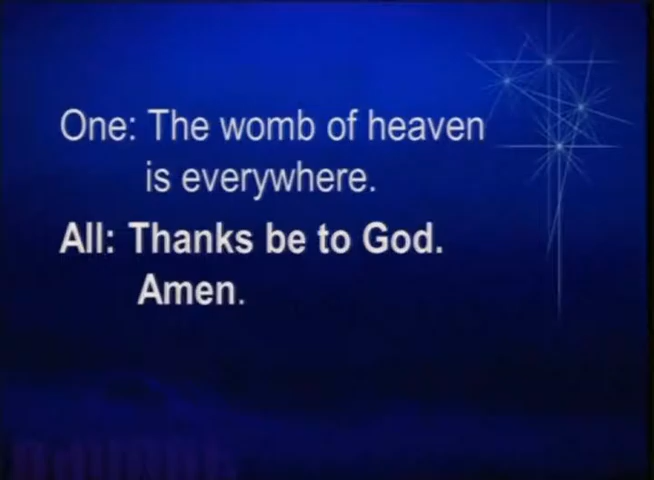 One: The womb of heaven
is everywhere.
All: Thanks be to God.
Amen.